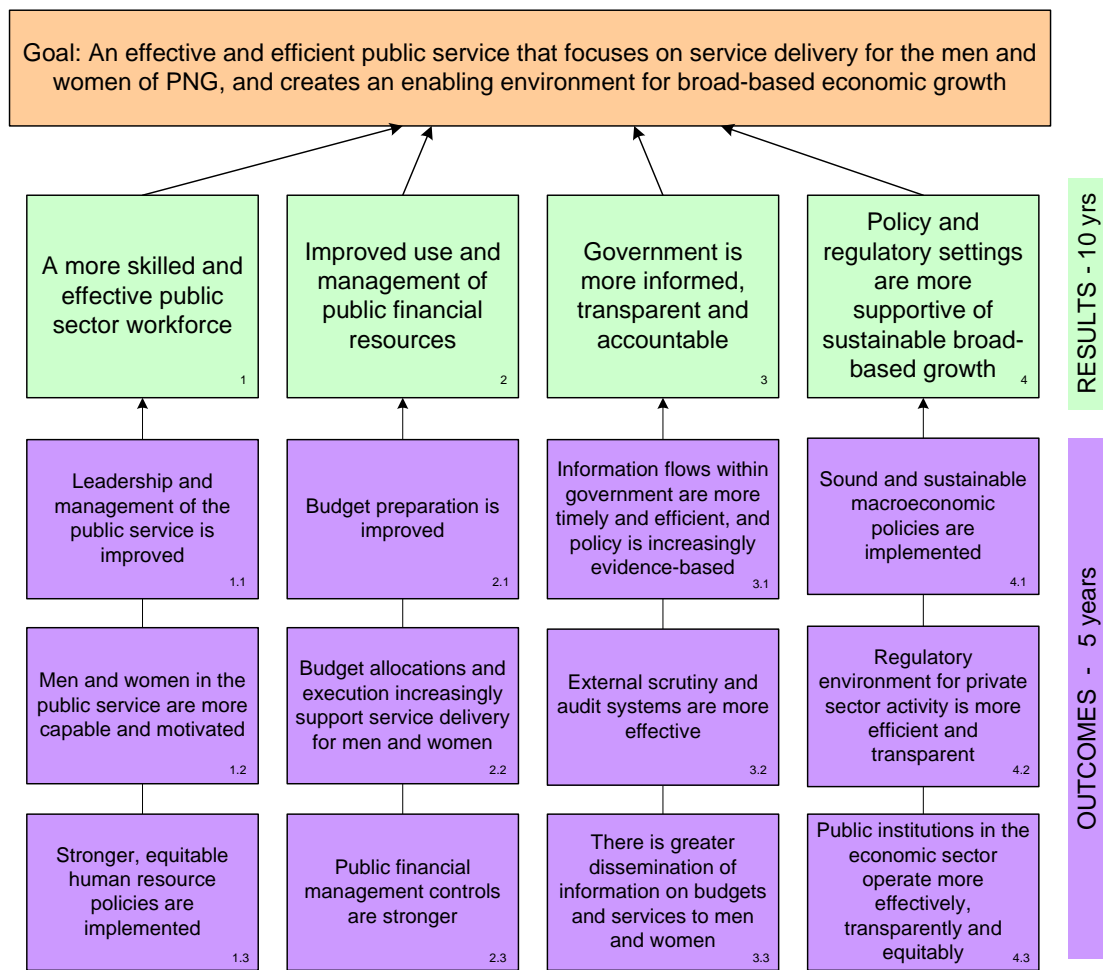 Goal: An effective and efficient public service that focuses on service delivery for the men and
women of PNG, and creates an enabling environment for broad-based economic growth
A more skilled and
effective public
sector workforce
1
Improved use and
management of
public financial
resources
2
Government is
more informed,
transparent and
accountable
3
Policy and
regulatory settings
are more
supportive of
sustainable broad-
based growth
4
RESULTS - 10 yrs
Leadership and
management of the
public service is
improved
1.1
Budget preparation is
improved
2.1
Information flows within
government are more
timely and efficient, and
policy is increasingly
evidence-based
3.1
Sound and sustainable
macroeconomic
policies are
implemented
4.1
Men and women in the
public service are more
capable and motivated
1.2
Budget allocations and
execution increasingly
support service delivery
for men and women
2.2
External scrutiny and
audit systems are more
effective
3.2
Regulatory
environment for private
sector activity is more
efficient and
transparent
4.2
Stronger, equitable
human resource
policies are
implemented
1.3
Public financial
management controls
are stronger
2.3
There is greater
dissemination of
information on budgets
and services to men
and women
3.3
Public institutions in the
economic sector
operate more
effectively,
transparently and
equitably
4.3
OUTCOMES - 5 years